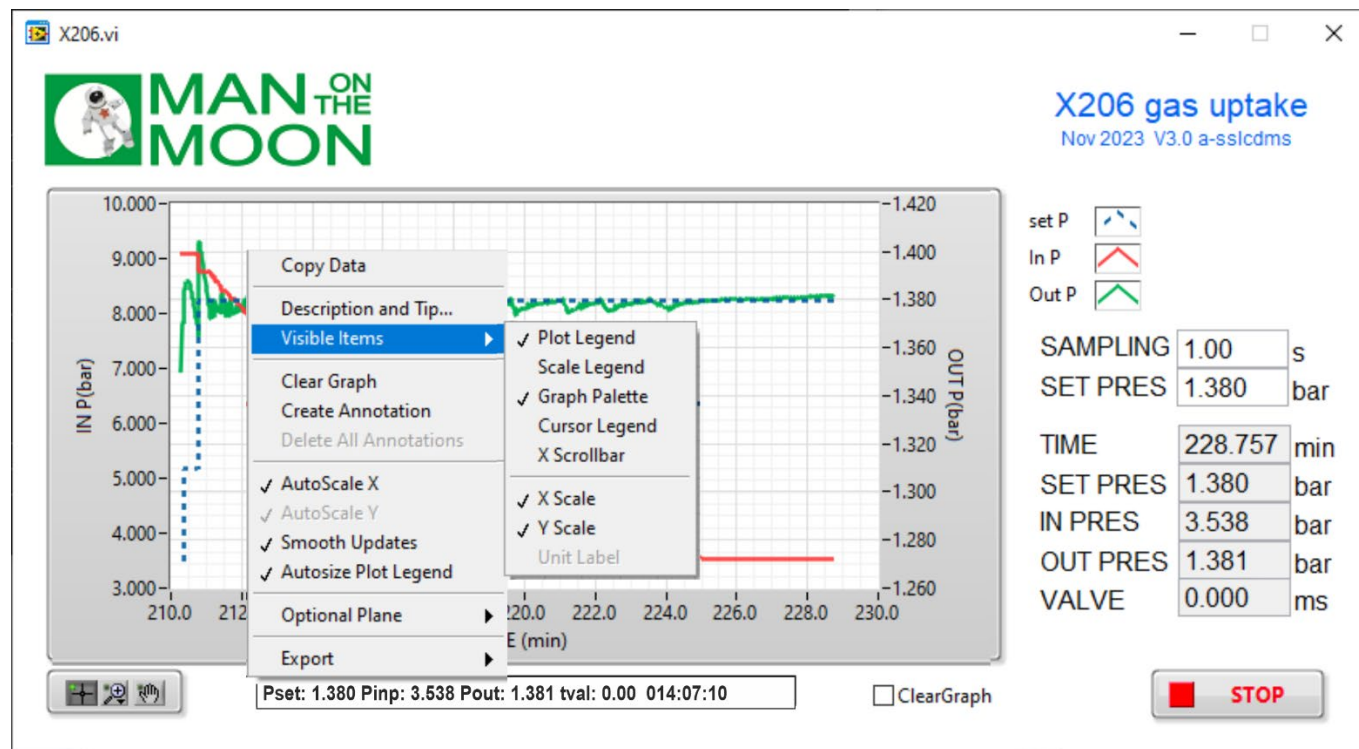 X206.vi
MAN ON THE MOON
X206 gas uptake
Nov 2023 V3.0 a-sslcdms
10.000
9.000
8.000
7.000
6.000
5.000
4.000
3.000
IN P(bar)
1.420
1.400
1.380
1.360
1.340
1.320
1.300
1.280
1.260
OUT P(bar)
210.0 212 220.0 222.0 224.0 226.0 228.0 230.0
E (min)
Copy Data
Description and Tip...
Visible Items
Clear Graph
Create Annotation
Delete All Annotations
AutoScale X
AutoScale Y
Smooth Updates
Autosize Plot Legend
Optional Plane
Export
Plot Legend
Scale Legend
Graph Palette
Cursor Legend
X Scrollbar
X Scale
Y Scale
Unit Label
set P
In P
Out P
SAMPLING 1.00 s
SET PRES 1.380 bar
TIME 228.757 min
SET PRES 1.380 bar
IN PRES 3.538 bar
OUT PRES 1.381 bar
VALVE 0.000 ms
Pset: 1.380 Pinp: 3.538 Pout: 1.381 tval: 0.00 014:07:10
ClearGraph
STOP